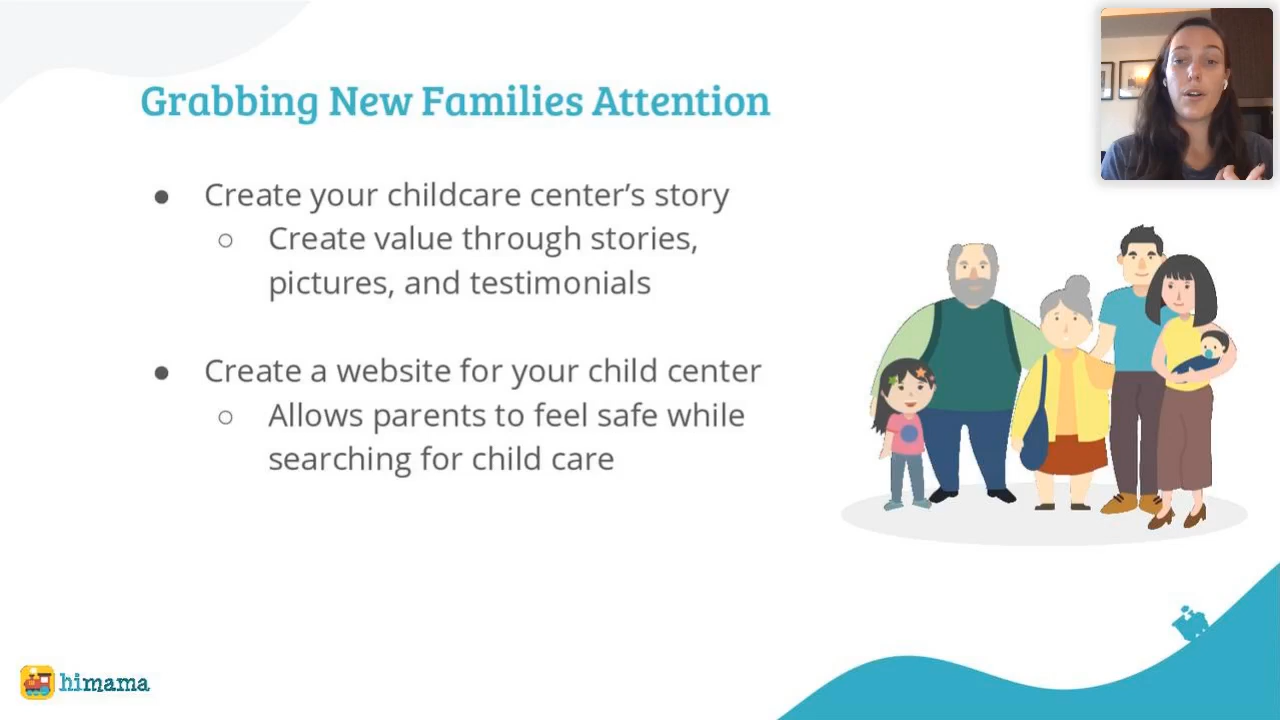 Grabbing New Families Attention
● Create your childcare center’s story
○ Create value through stories,
pictures, and testimonials
● Create a website for your child center
○ Allows parents to feel safe while
searching for child care
himama